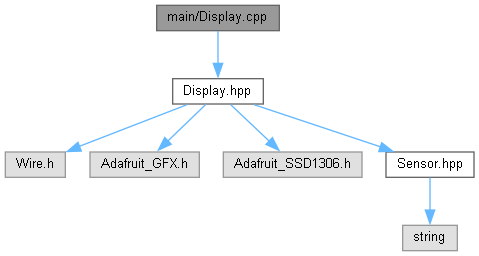 main/Display.cpp
Display.hpp
Wire.h
Adafruit_GFX.h
Adafruit_SSD1306.h
Sensor.hpp
string